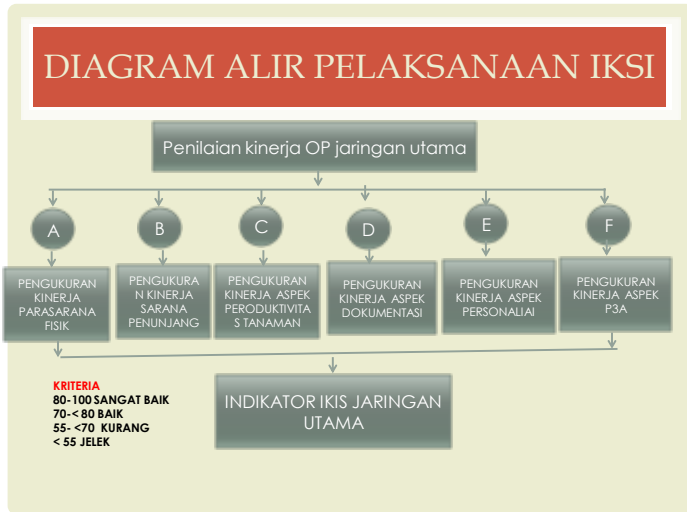 DIAGRAM ALIR PELAKSANAAN IKSI
Penilaian kinerja OP jaringan utama
A
B
C
D
E
F
PENGUKURAN
KINERJA
PARASARANA
FISIK
PENGUKURA
N KINERJA
SARANA
PENUNJANG
PENGUKURAN
KINERJA ASPEK
PERODUKTIVITA
S TANAMAN
PENGUKURAN
KINERJA ASPEK
DOKUMENTASI
PENGUKURAN
KINERJA ASPEK
PERSONALIAI
PENGUKURAN
KINERJA ASPEK
P3A
KRITERIA
80-100 SANGAT BAIK
70-< 80 BAIK
55- <70 KURANG
< 55 JELEK
INDIKATOR IKIS JARINGAN
UTAMA